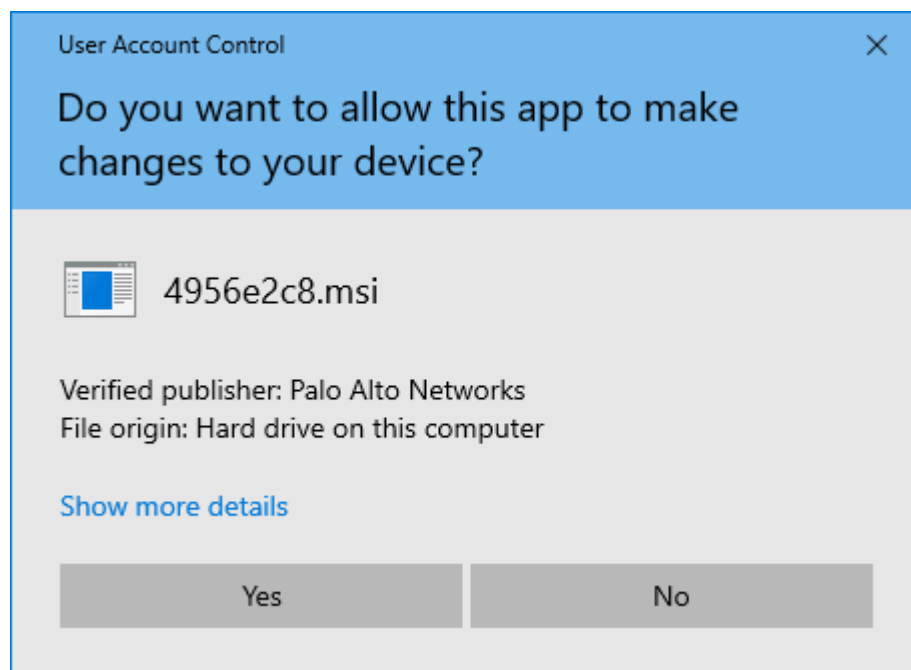 User Account Control
Do you want to allow this app to make
changes to your device?
4956e2c8.msi
Verified publisher: Palo Alto Networks
File origin: Hard drive on this computer
Show more details
Yes
No